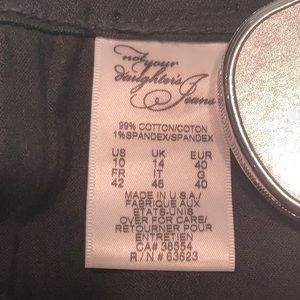 not your
daughter's
Jeans
99% COTTON/COTON
1% SPANDEX/SPANDEX
US UK EUR
10 14 40
FR IT G
42 46 40
MADE IN U.S.A./
FABRIQUE AUX
ETATS-UNIS
OVER FOR CARE/
RETOURNER POUR
ENTRETIEN
CA# 38554
R/N # 63623